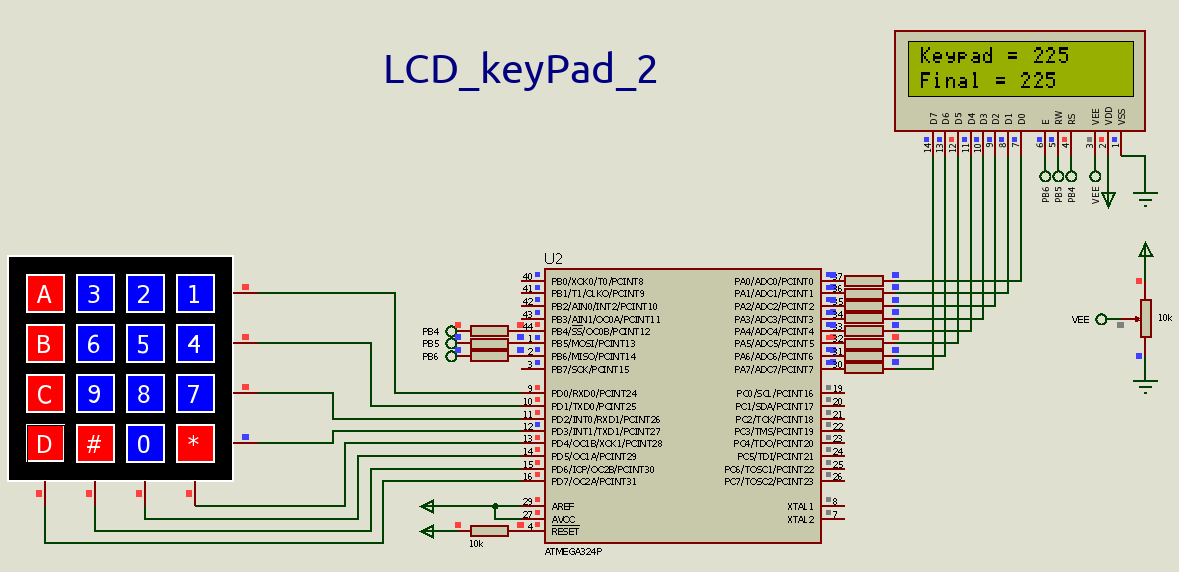 LCD_keyPad_2
Keypad = 225
Final = 225
D7 D6 D5 D4 D3 D2 D1 D0 E RW RS VEE VDD VSS
14 13 12 11 10 9 8 7 6 5 4 3 2 1
PB6 PB5 PB4 VEE
VEE 10k
A 3 2 1
B 6 5 4
C 9 8 7
D # 0 *
U2
40 PB0/XCK0/T0/PCINT8 PA0/ADC0/PCINT0 37
41 PB1/T1/CLKO/PCINT9 PA1/ADC1/PCINT1 36
42 PB2/AIN0/INT2/PCINT10 PA2/ADC2/PCINT2 35
43 PB3/AIN1/OC0A/PCINT11 PA3/ADC3/PCINT3 34
PB4 44 PB4/SS/OC0B/PCINT12 PA4/ADC4/PCINT4 33
PB5 1 PB5/MOSI/PCINT13 PA5/ADC5/PCINT5 32
PB6 2 PB6/MISO/PCINT14 PA6/ADC6/PCINT6 31
3 PB7/SCK/PCINT15 PA7/ADC7/PCINT7 30
9 PD0/RXD0/PCINT24 PC0/SCL/PCINT16 19
10 PD1/TXD0/PCINT25 PC1/SDA/PCINT17 20
11 PD2/INT0/RXD1/PCINT26 PC2/TCK/PCINT18 21
12 PD3/INT1/TXD1/PCINT27 PC3/TMS/PCINT19 22
13 PD4/OC1B/XCK1/PCINT28 PC4/TDO/PCINT20 23
14 PD5/OC1A/PCINT29 PC5/TDI/PCINT21 24
15 PD6/ICP/OC2B/PCINT30 PC6/TOSC1/PCINT22 25
16 PD7/OC2A/PCINT31 PC7/TOSC2/PCINT23 26
29 AREF XTAL1 8
27 AVCC XTAL2 7
4 RESET
10k
ATMEGA324P